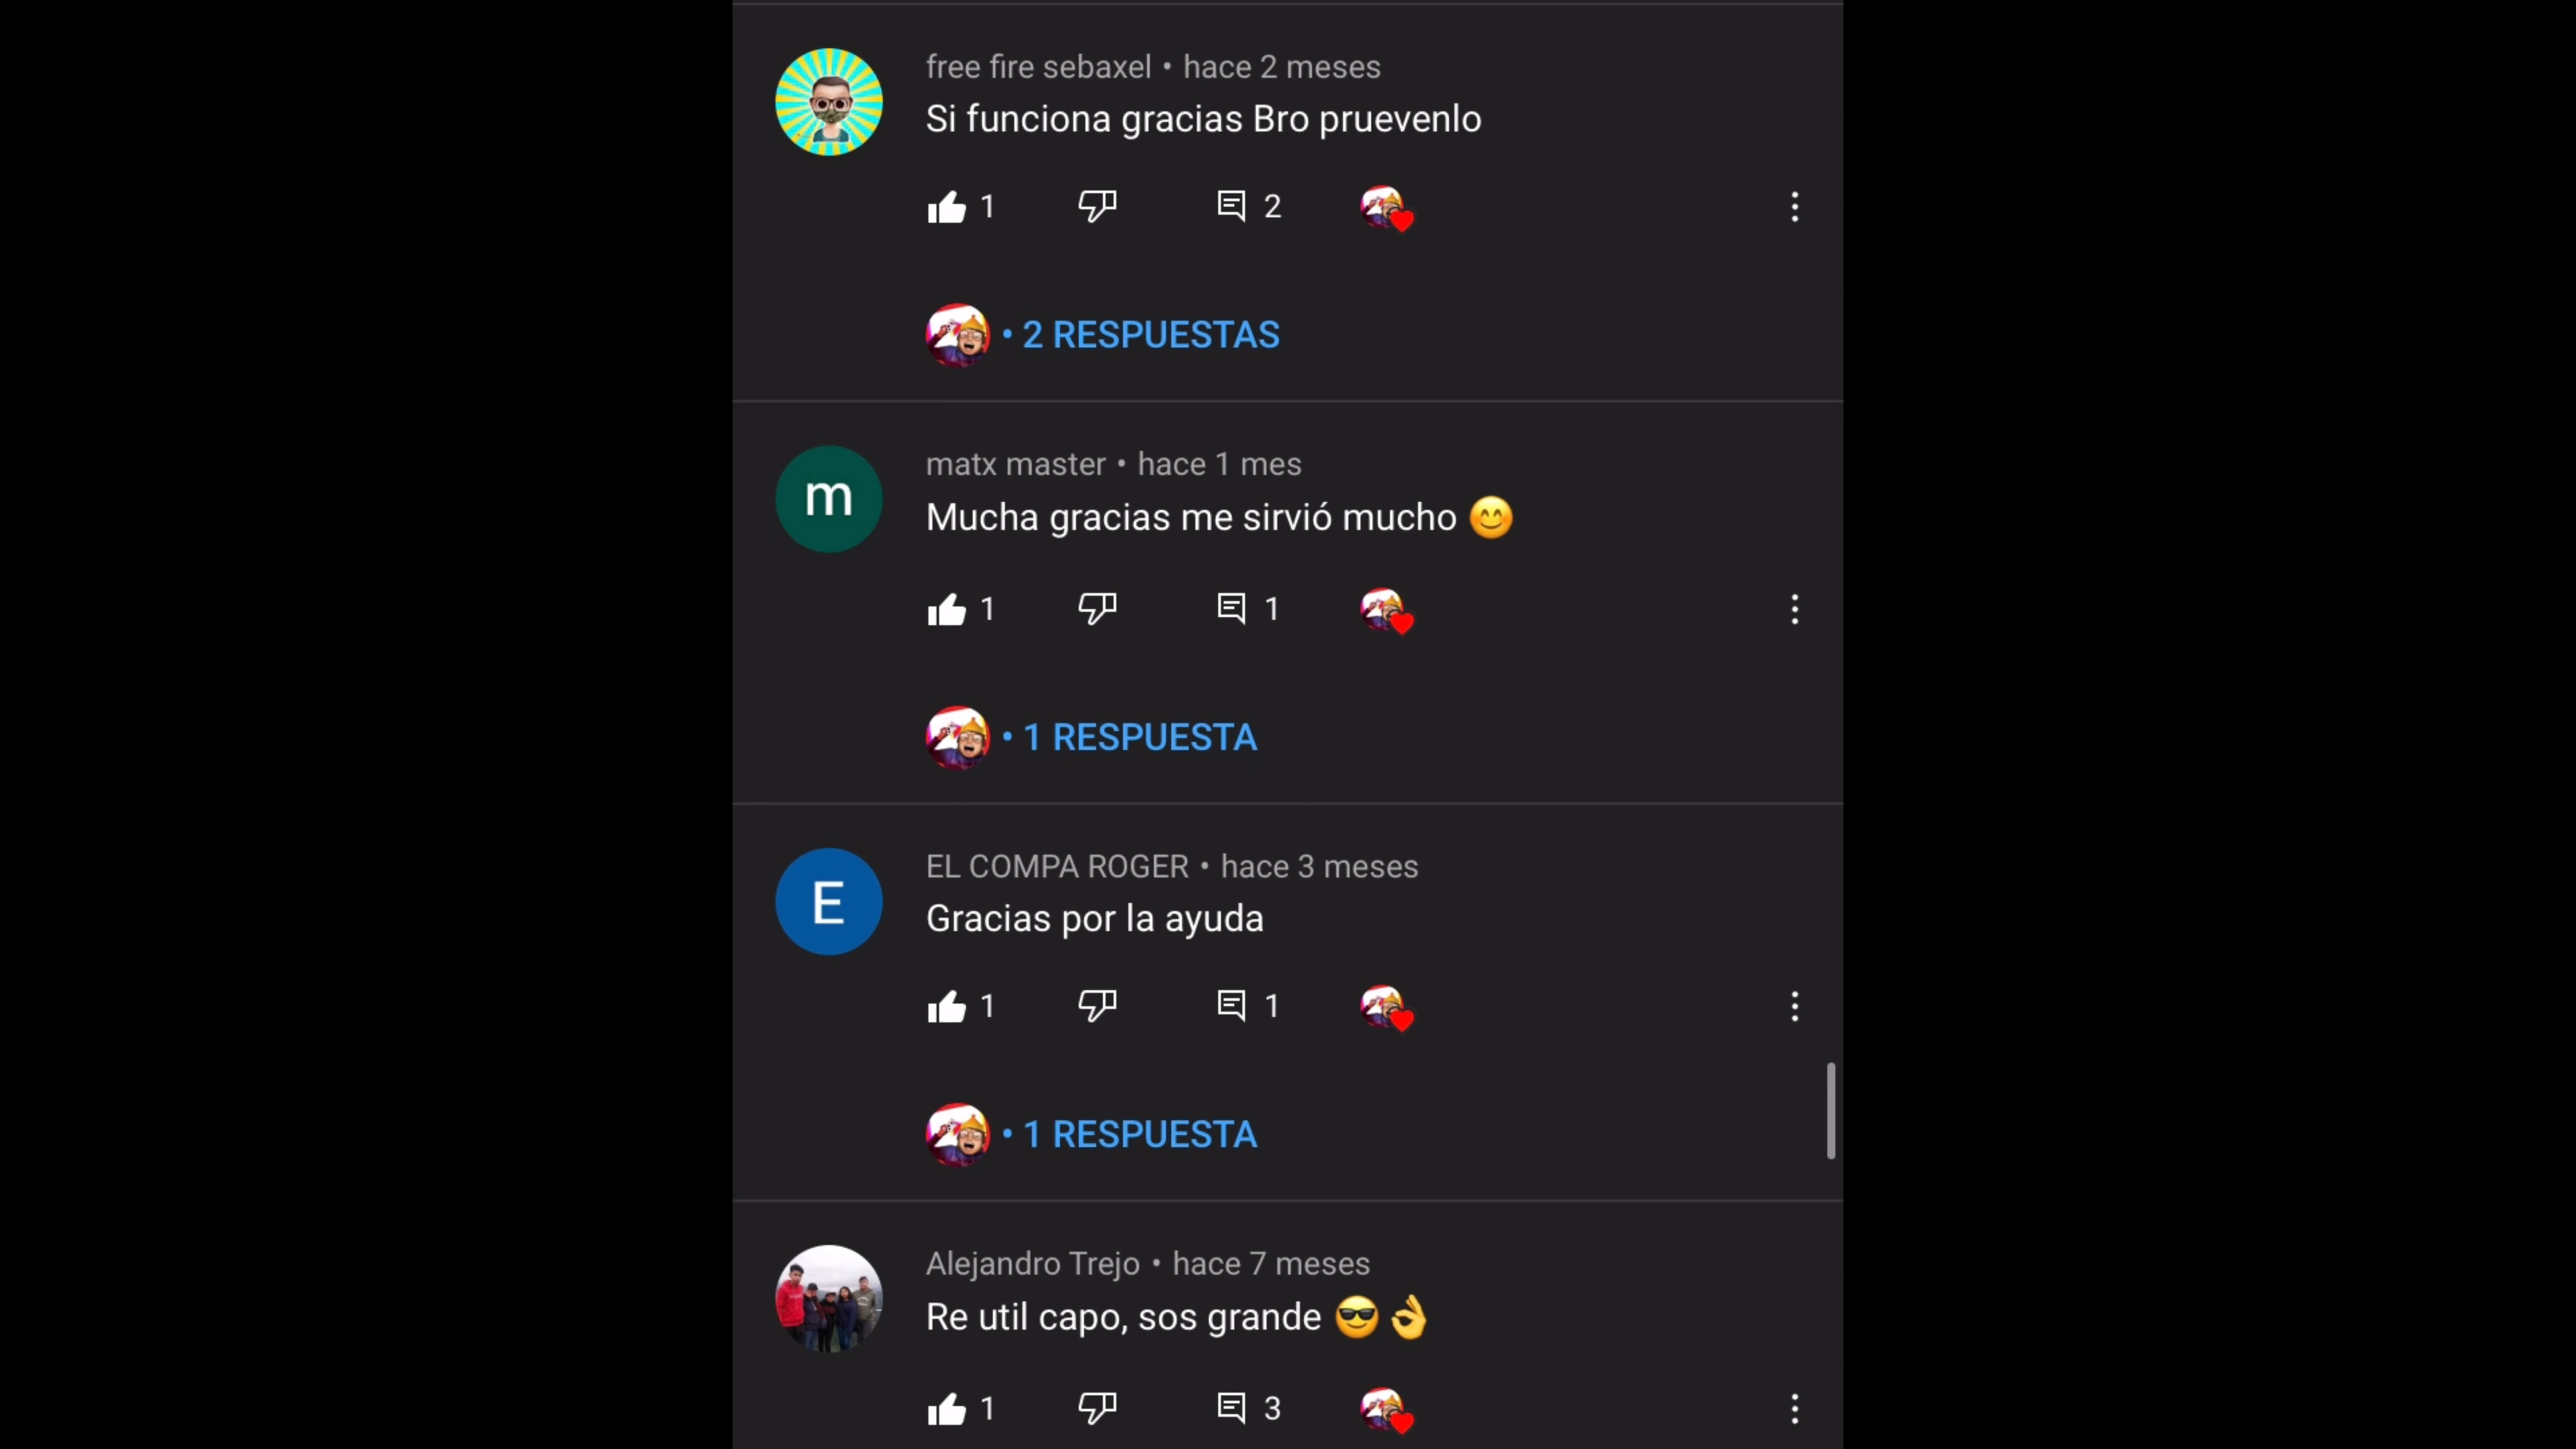 free fire sebaxel • hace 2 meses
Si funciona gracias Bro pruevenlo
1 2
• 2 RESPUESTAS
m
matx master • hace 1 mes
Mucha gracias me sirvió mucho 😊
1 1
• 1 RESPUESTA
E
EL COMPA ROGER • hace 3 meses
Gracias por la ayuda
1 1
• 1 RESPUESTA
Alejandro Trejo • hace 7 meses
Re util capo, sos grande 😎👌
1 3